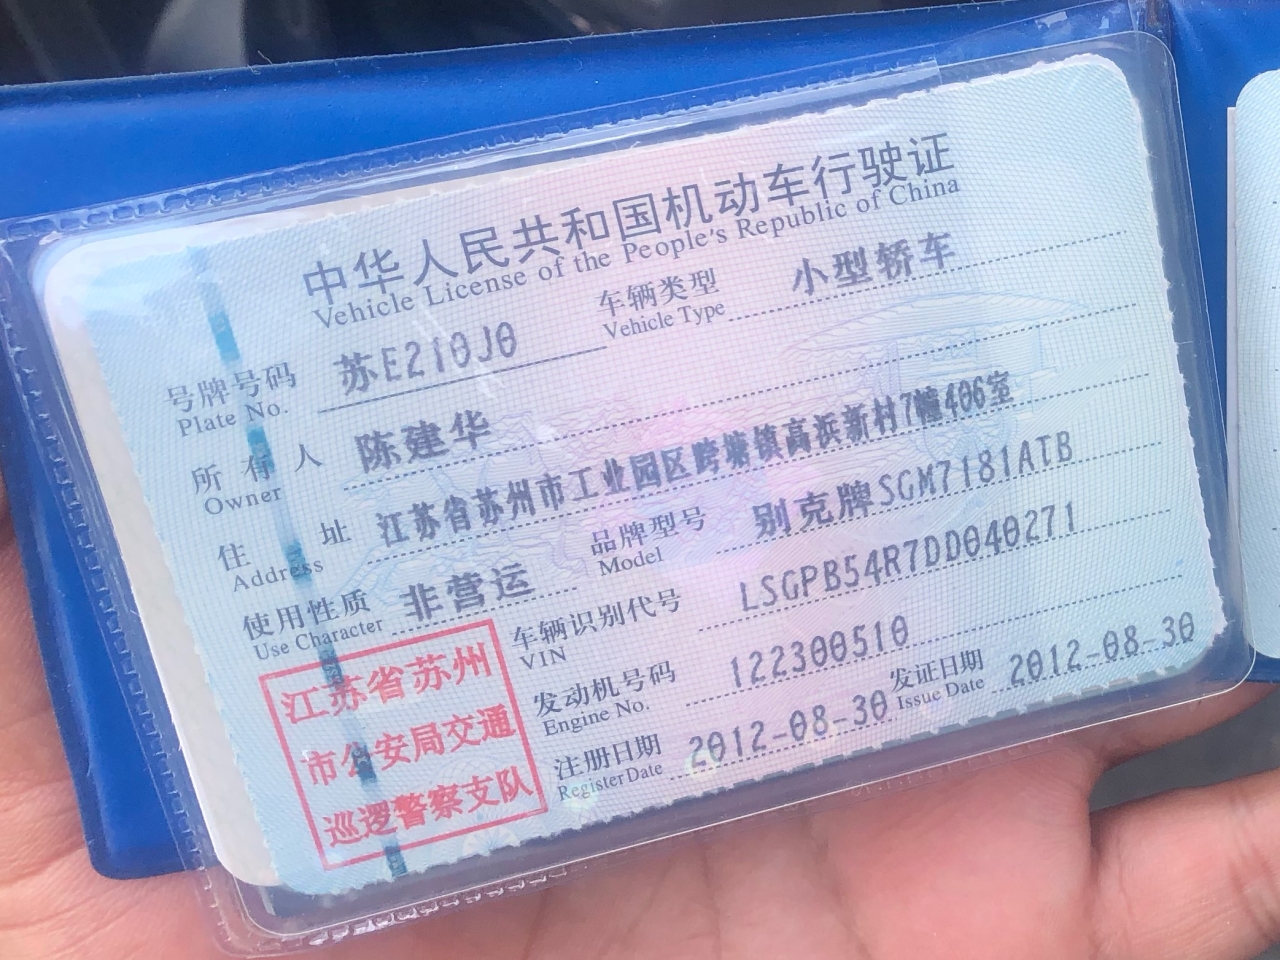 中华人民共和国机动车行驶证
Vehicle License of the People's Republic of China
号牌号码 苏E210J0 车辆类型 小型轿车
Plate No. Vehicle Type
所有人 陈建华
Owner
住址 江苏省苏州市工业园区跨塘镇高浜新村7幢406室
Address
使用性质 非营运 品牌型号 别克牌SGM7181ATB
Use Character Model
车辆识别代号 LSGPB54R7DD040271
VIN
发动机号码 122300510
Engine No.
注册日期 2012-08-30 发证日期 2012-08-30
Register Date Issue Date
江苏省苏州
市公安局交通
巡逻警察支队